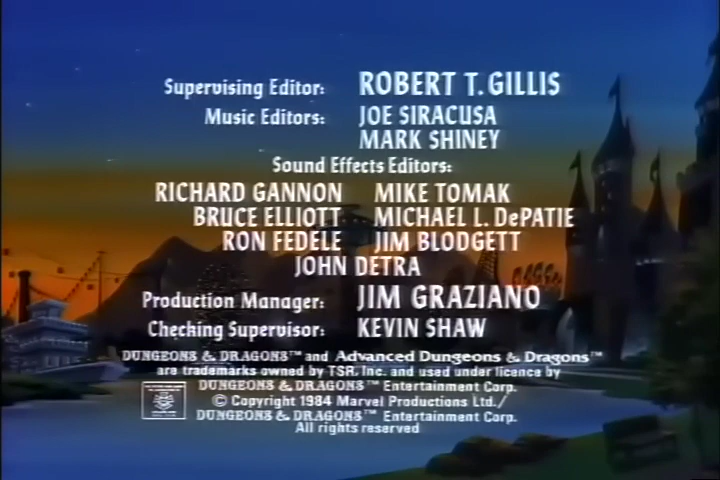 Supervising Editor: ROBERT T. GILLIS
Music Editors: JOE SIRACUSA
MARK SHINEY
Sound Effects Editors:
RICHARD GANNON MIKE TOMAK
BRUCE ELLIOTT MICHAEL L. DePATIE
RON FEDELE JIM BLODGETT
JOHN DETRA
Production Manager: JIM GRAZIANO
Checking Supervisor: KEVIN SHAW
DUNGEONS & DRAGONS™ and Advanced Dungeons & Dragons™
are trademarks owned by TSR, Inc. and used under licence by
DUNGEONS & DRAGONS™ Entertainment Corp.
© Copyright 1984 Marvel Productions Ltd./
DUNGEONS & DRAGONS™ Entertainment Corp.
All rights reserved